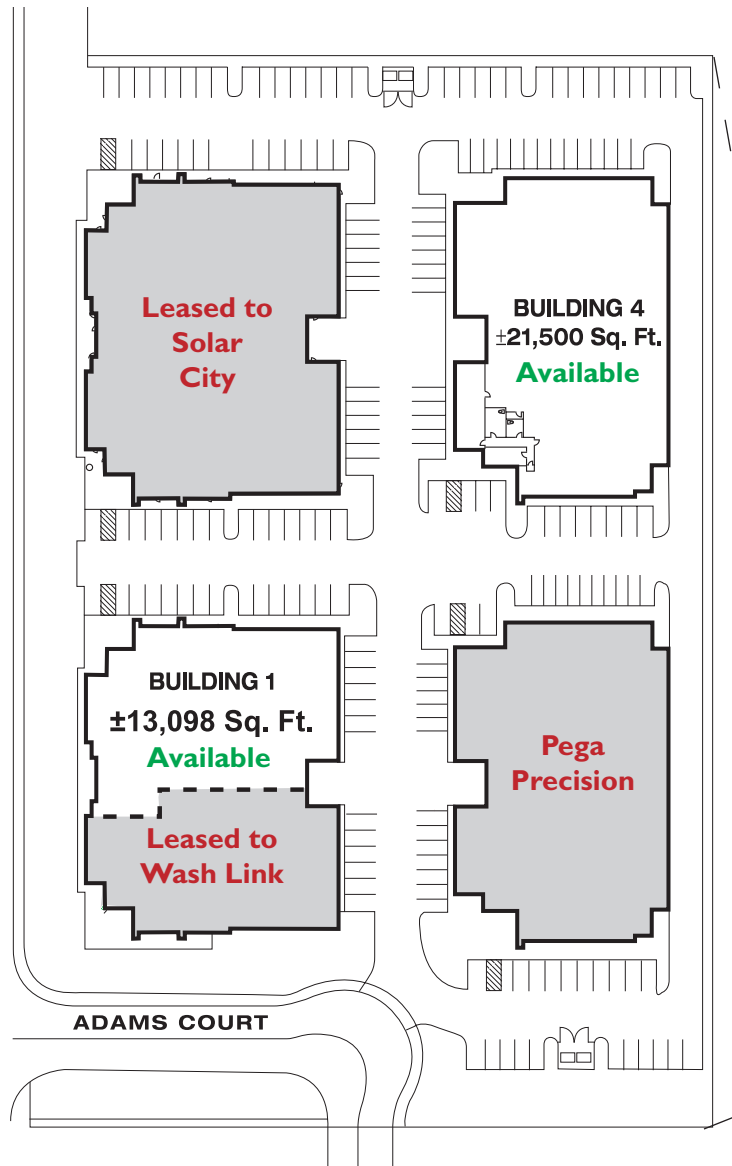 Leased to
Solar
City
BUILDING 4
±21,500 Sq. Ft.
Available
BUILDING 1
±13,098 Sq. Ft.
Available
Leased to
Wash Link
Pega
Precision
ADAMS COURT